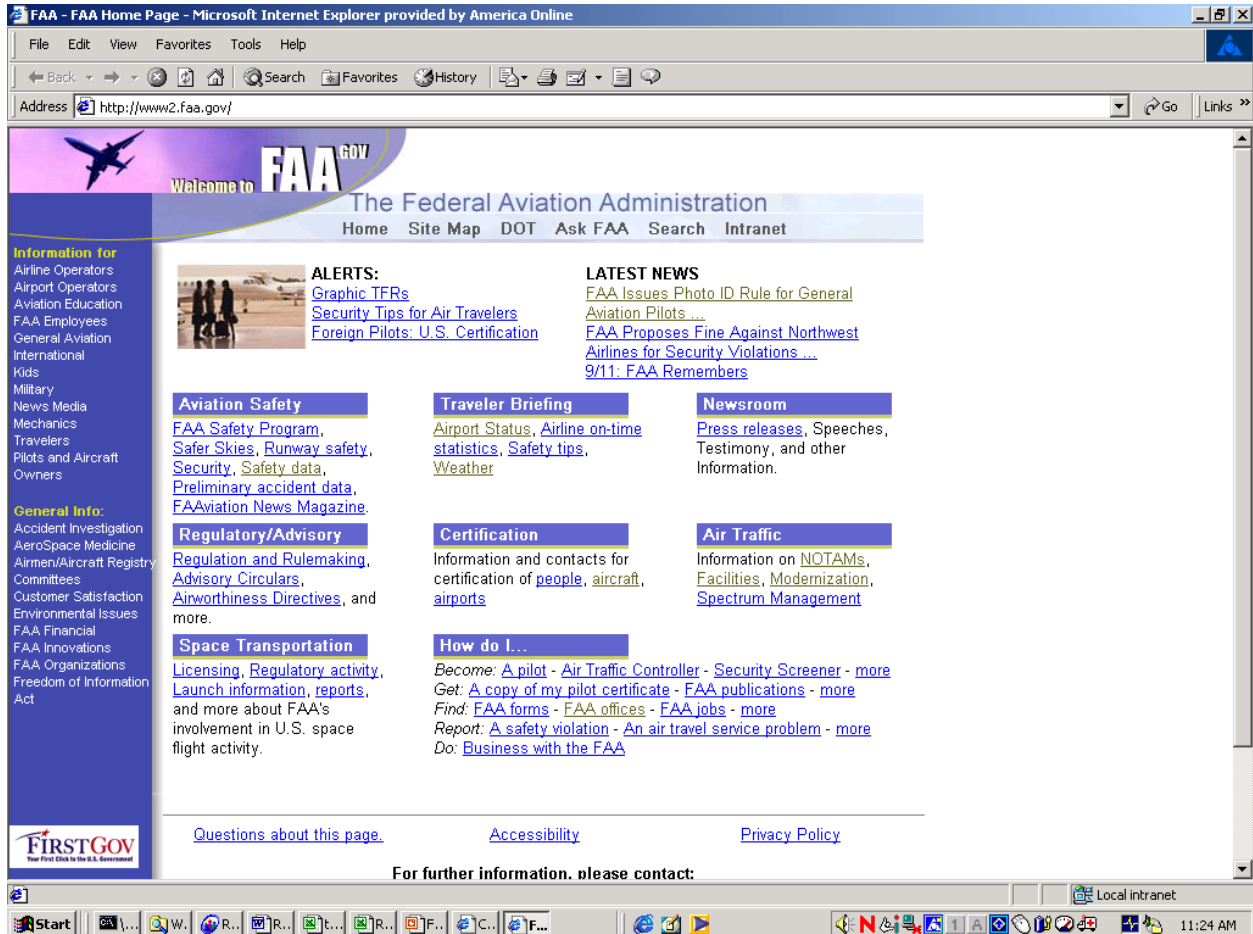 FAA - FAA Home Page - Microsoft Internet Explorer provided by America Online
File Edit View Favorites Tools Help
Back Search Favorites History
Address http://www2.faa.gov/ Go Links »
Welcome to FAA.GOV
The Federal Aviation Administration
Home Site Map DOT Ask FAA Search Intranet
Information for
Airline Operators
Airport Operators
Aviation Education
FAA Employees
General Aviation
International
Kids
Military
News Media
Mechanics
Travelers
Pilots and Aircraft
Owners
General Info:
Accident Investigation
AeroSpace Medicine
Airmen/Aircraft Registry
Committees
Customer Satisfaction
Environmental Issues
FAA Financial
FAA Innovations
FAA Organizations
Freedom of Information
Act
FIRSTGOV
Your First Click to the U.S. Government
ALERTS:
Graphic TFRs
Security Tips for Air Travelers
Foreign Pilots: U.S. Certification
LATEST NEWS
FAA Issues Photo ID Rule for General
Aviation Pilots ...
FAA Proposes Fine Against Northwest
Airlines for Security Violations ...
9/11: FAA Remembers
Aviation Safety
FAA Safety Program,
Safer Skies, Runway safety,
Security, Safety data,
Preliminary accident data,
FAAviation News Magazine.
Traveler Briefing
Airport Status, Airline on-time
statistics, Safety tips,
Weather
Newsroom
Press releases, Speeches,
Testimony, and other
Information.
Regulatory/Advisory
Regulation and Rulemaking,
Advisory Circulars,
Airworthiness Directives, and
more.
Certification
Information and contacts for
certification of people, aircraft,
airports
Air Traffic
Information on NOTAMs,
Facilities, Modernization,
Spectrum Management
Space Transportation
Licensing, Regulatory activity,
Launch information, reports,
and more about FAA's
involvement in U.S. space
flight activity.
How do I...
Become: A pilot - Air Traffic Controller - Security Screener - more
Get: A copy of my pilot certificate - FAA publications - more
Find: FAA forms - FAA offices - FAA jobs - more
Report: A safety violation - An air travel service problem - more
Do: Business with the FAA
Questions about this page. Accessibility Privacy Policy
For further information, please contact:
Local intranet
Start \... W. R.. R.. t... R.. F.. C.. F... N 1 A 11:24 AM